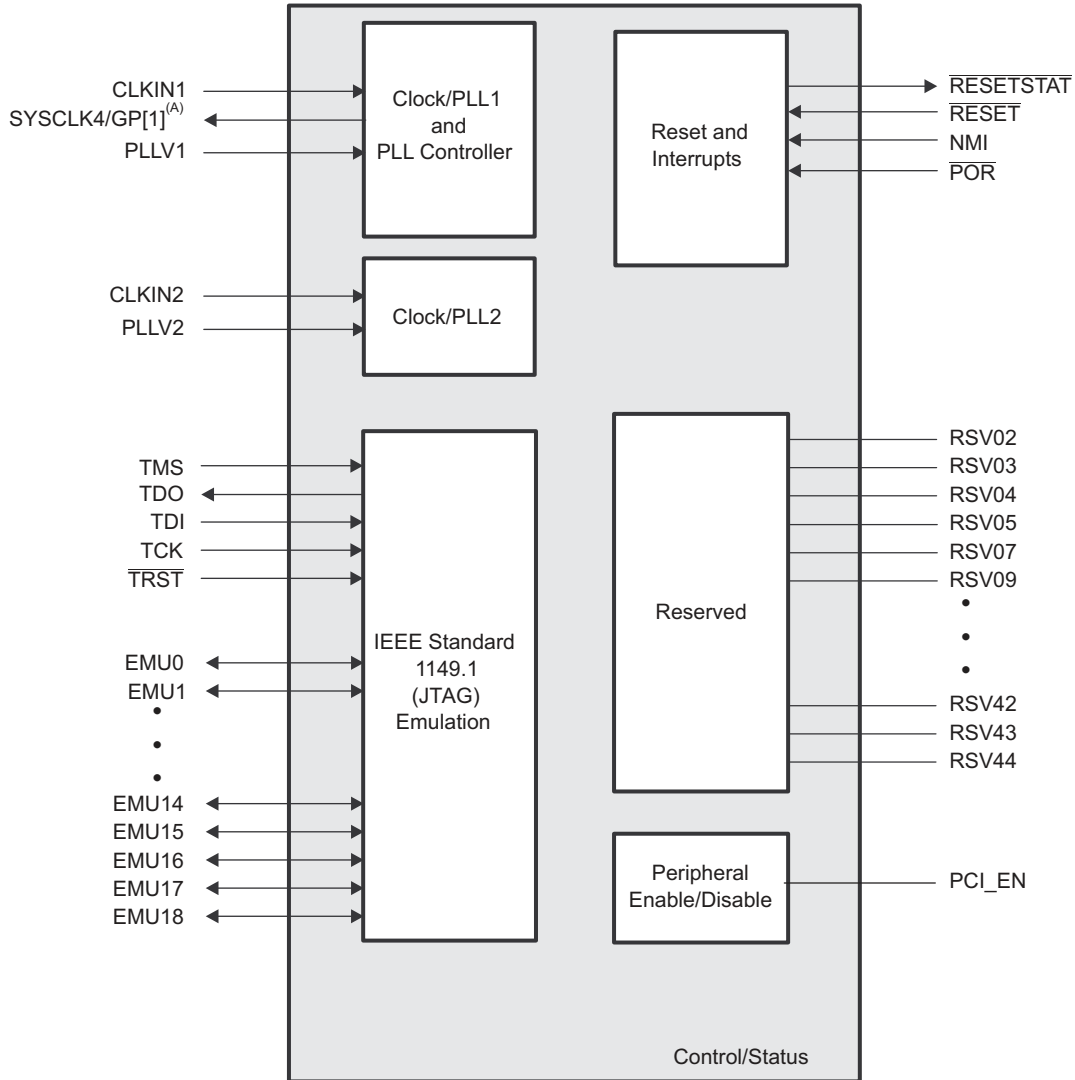 CLKIN1
SYSCLK4/GP[1](A)
PLLV1
Clock/PLL1
and
PLL Controller
Reset and
Interrupts
RESETSTAT
RESET
NMI
POR
CLKIN2
PLLV2
Clock/PLL2
TMS
TDO
TDI
TCK
TRST
EMU0
EMU1
•
•
•
EMU14
EMU15
EMU16
EMU17
EMU18
IEEE Standard
1149.1
(JTAG)
Emulation
Reserved
RSV02
RSV03
RSV04
RSV05
RSV07
RSV09
•
•
•
RSV42
RSV43
RSV44
Peripheral
Enable/Disable
PCI_EN
Control/Status